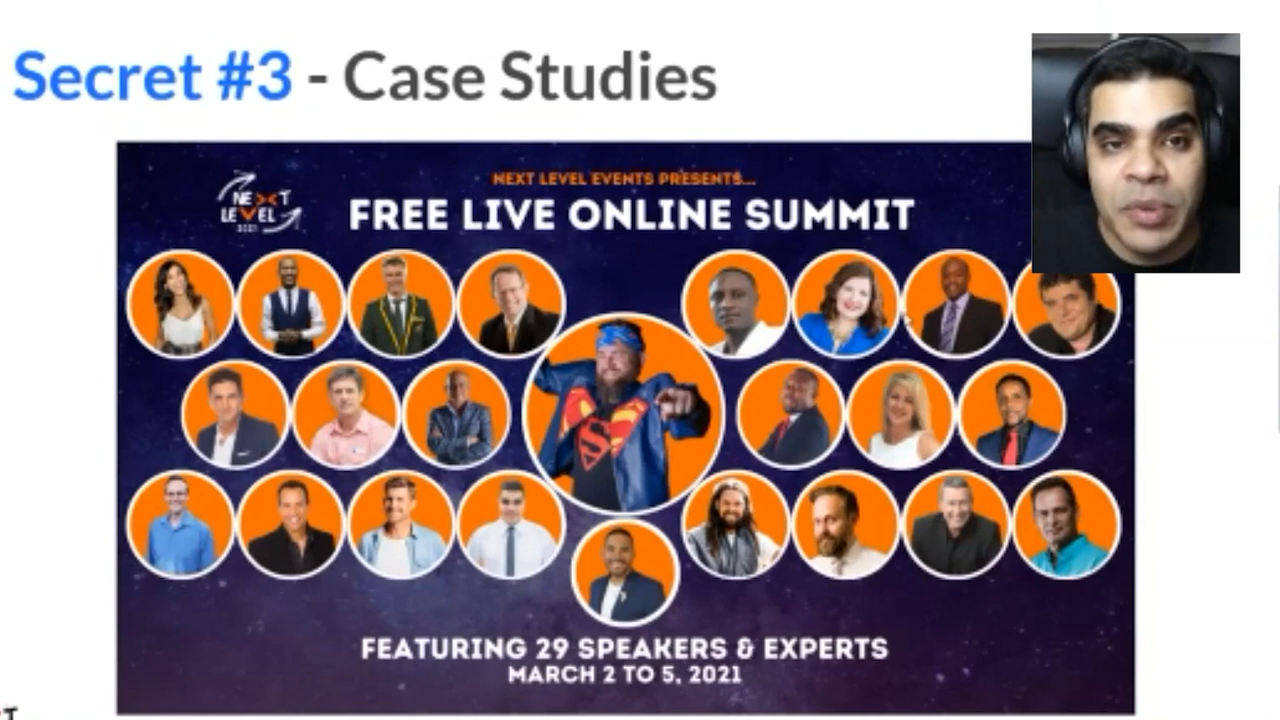 Secret #3 - Case Studies
NEXT LEVEL EVENTS PRESENTS...
NEXT
LEVEL
2021
FREE LIVE ONLINE SUMMIT
FEATURING 29 SPEAKERS & EXPERTS
MARCH 2 TO 5, 2021